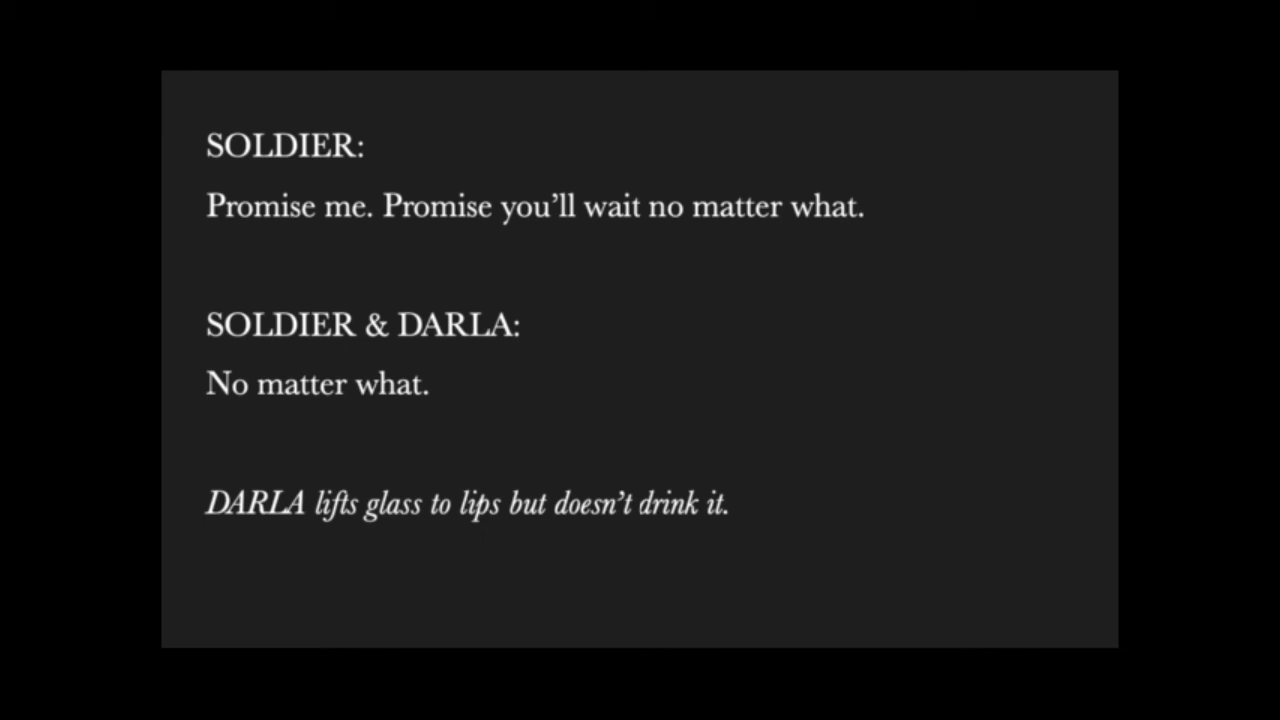 SOLDIER:
Promise me. Promise you’ll wait no matter what.
SOLDIER & DARLA:
No matter what.
DARLA lifts glass to lips but doesn’t drink it.